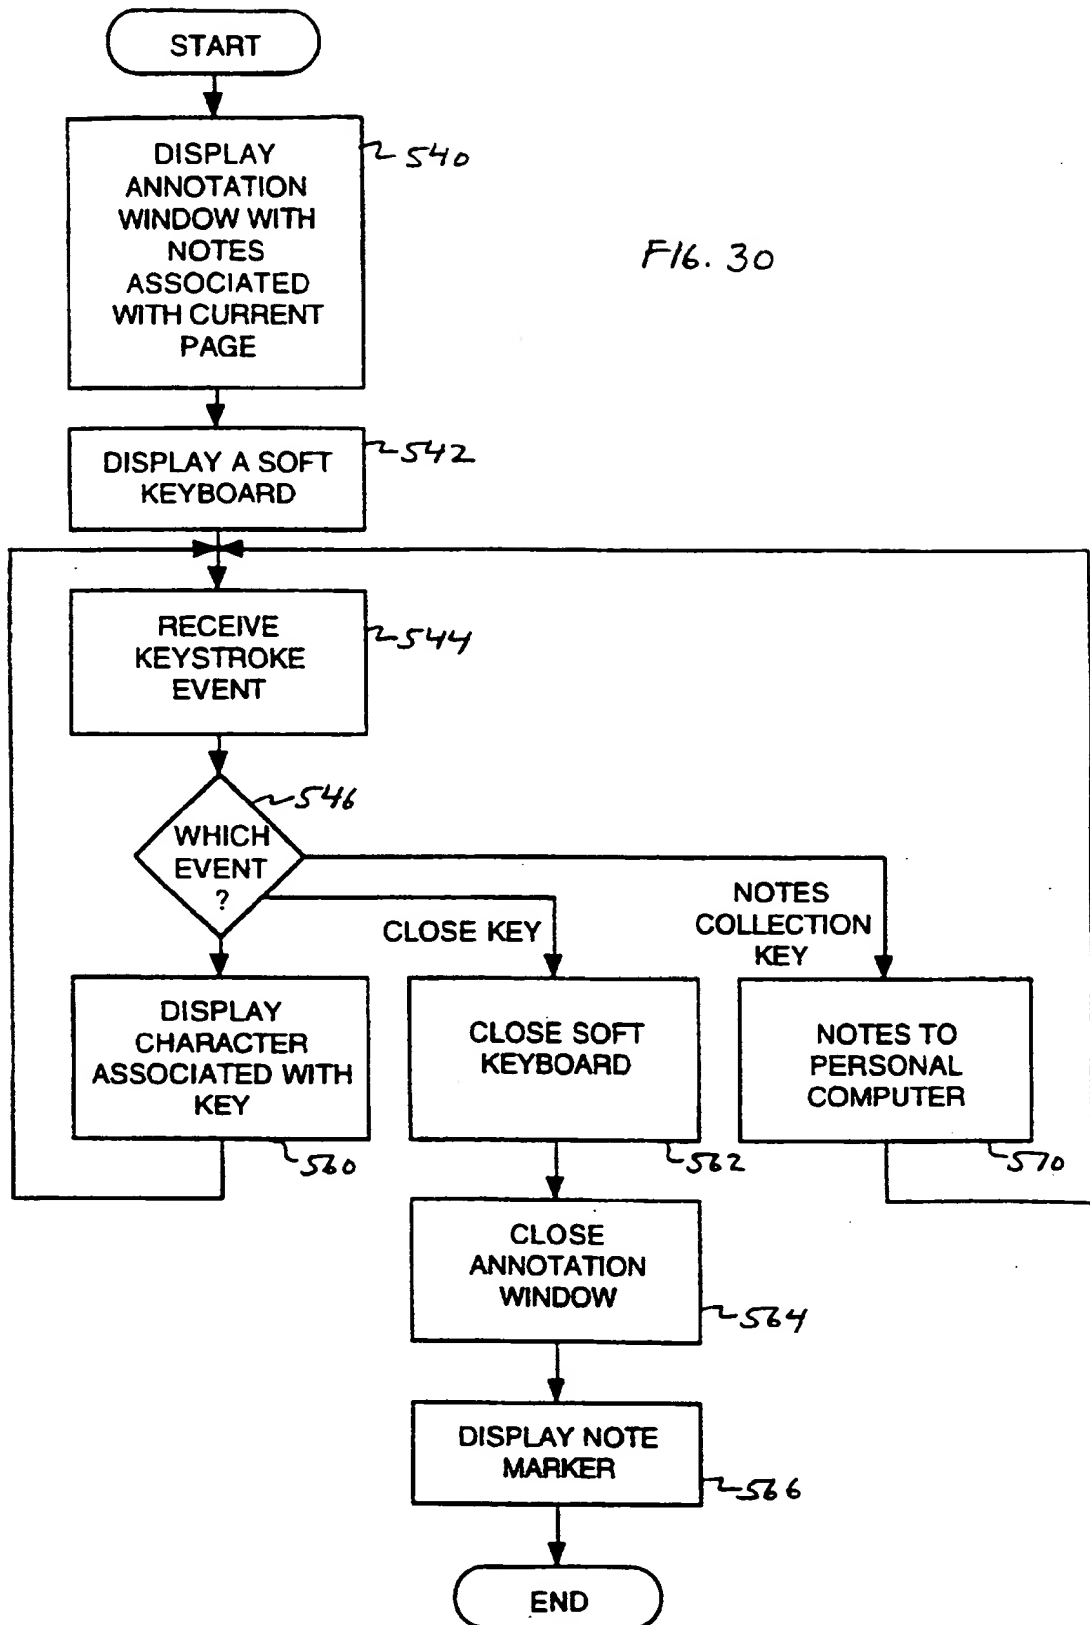 START
DISPLAY
ANNOTATION
WINDOW WITH
NOTES
ASSOCIATED
WITH CURRENT
PAGE
540
FIG. 30
DISPLAY A SOFT
KEYBOARD
542
RECEIVE
KEYSTROKE
EVENT
544
WHICH
EVENT
?
546
CLOSE KEY
NOTES
COLLECTION
KEY
DISPLAY
CHARACTER
ASSOCIATED WITH
KEY
560
CLOSE SOFT
KEYBOARD
562
NOTES TO
PERSONAL
COMPUTER
570
CLOSE
ANNOTATION
WINDOW
564
DISPLAY NOTE
MARKER
566
END